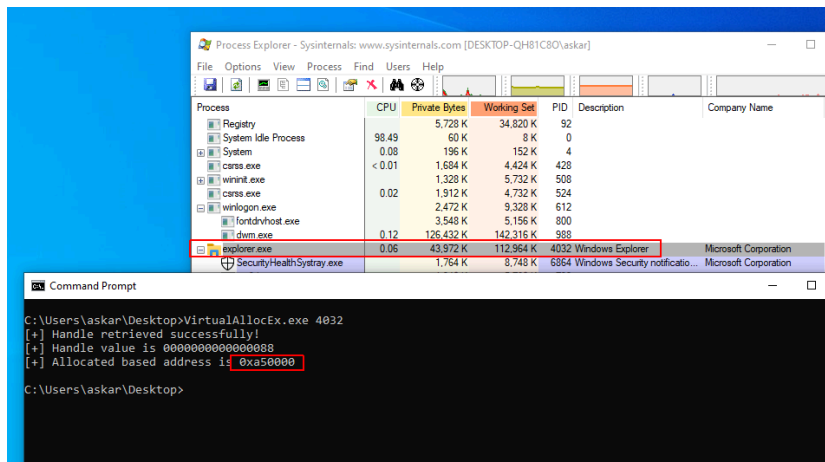 Process Explorer - Sysinternals: www.sysinternals.com [DESKTOP-QH81C8O\askar]
File Options View Process Find Users Help
Process CPU Private Bytes Working Set PID Description Company Name
Registry 5,728 K 34,820 K 92
System Idle Process 98.49 60 K 8 K 0
System 0.08 196 K 152 K 4
csrss.exe < 0.01 1,684 K 4,424 K 428
wininit.exe 1,328 K 5,732 K 508
csrss.exe 0.02 1,912 K 4,732 K 524
winlogon.exe 2,472 K 9,328 K 612
fontdrvhost.exe 3,548 K 5,156 K 800
dwm.exe 0.12 126,432 K 142,316 K 988
explorer.exe 0.06 43,972 K 112,964 K 4032 Windows Explorer Microsoft Corporation
SecurityHealthSystray.exe 1,764 K 8,748 K 6864 Windows Security notificatio... Microsoft Corporation
Command Prompt
C:\Users\askar\Desktop>VirtualAllocEx.exe 4032
[+] Handle retrieved successfully!
[+] Handle value is 0000000000000088
[+] Allocated based address is 0xa50000
C:\Users\askar\Desktop>